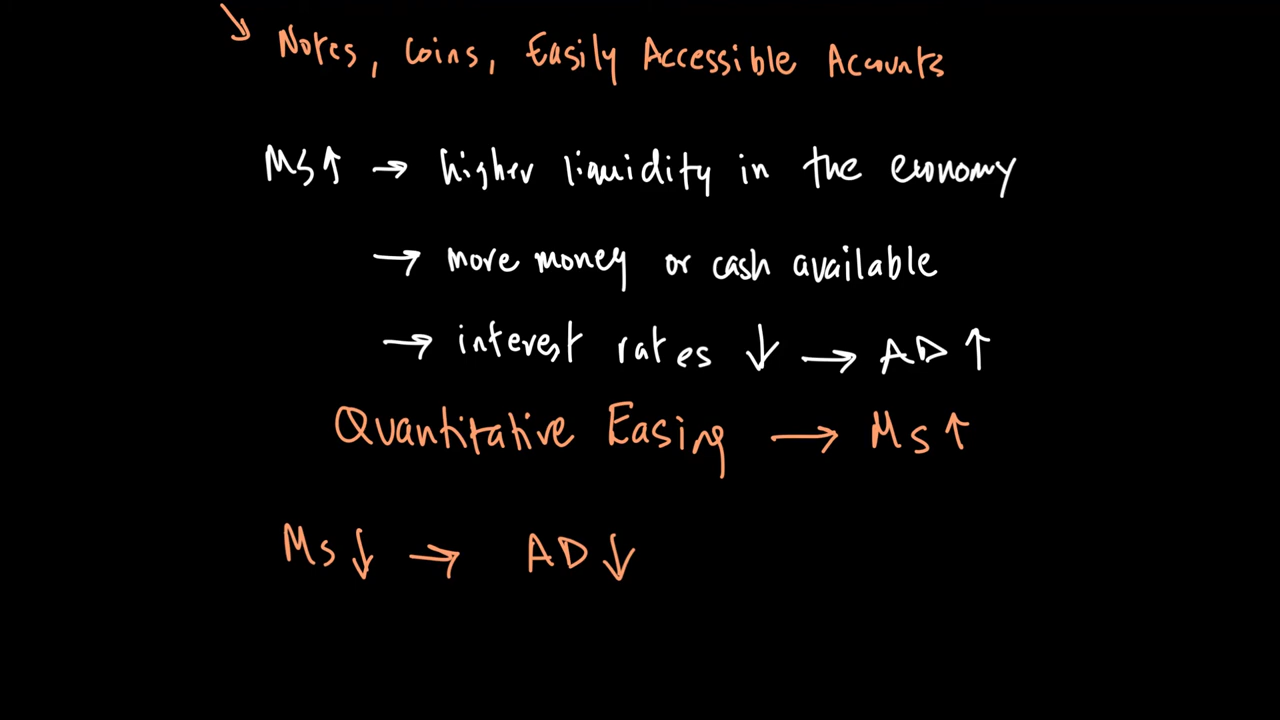 ↘ Notes, Coins, Easily Accessible Accounts
MS↑ → higher liquidity in the economy
→ more money or cash available
→ interest rates ↓ → AD↑
Quantitative Easing → MS↑
MS↓ → AD↓